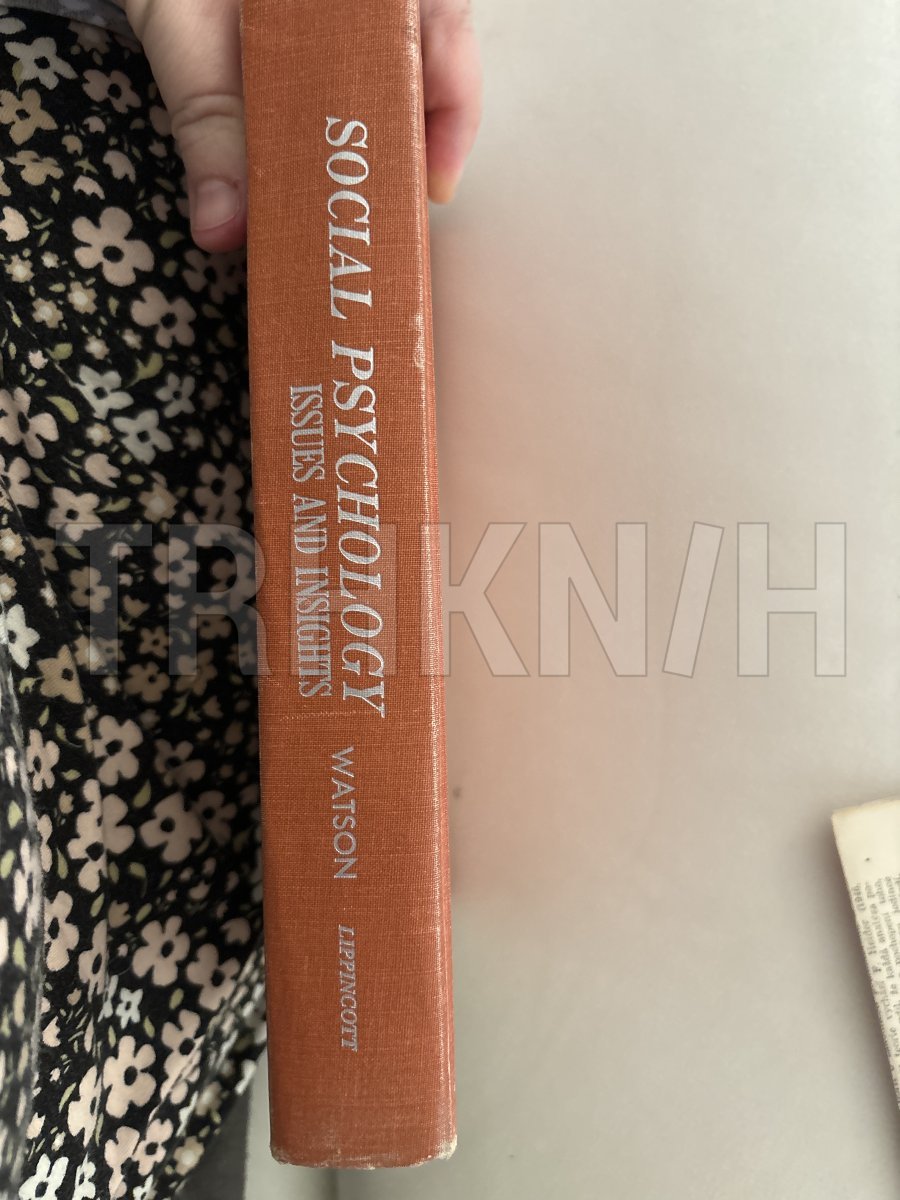 SOCIAL PSYCHOLOGY
ISSUES AND INSIGHTS
WATSON
LIPPINCOTT